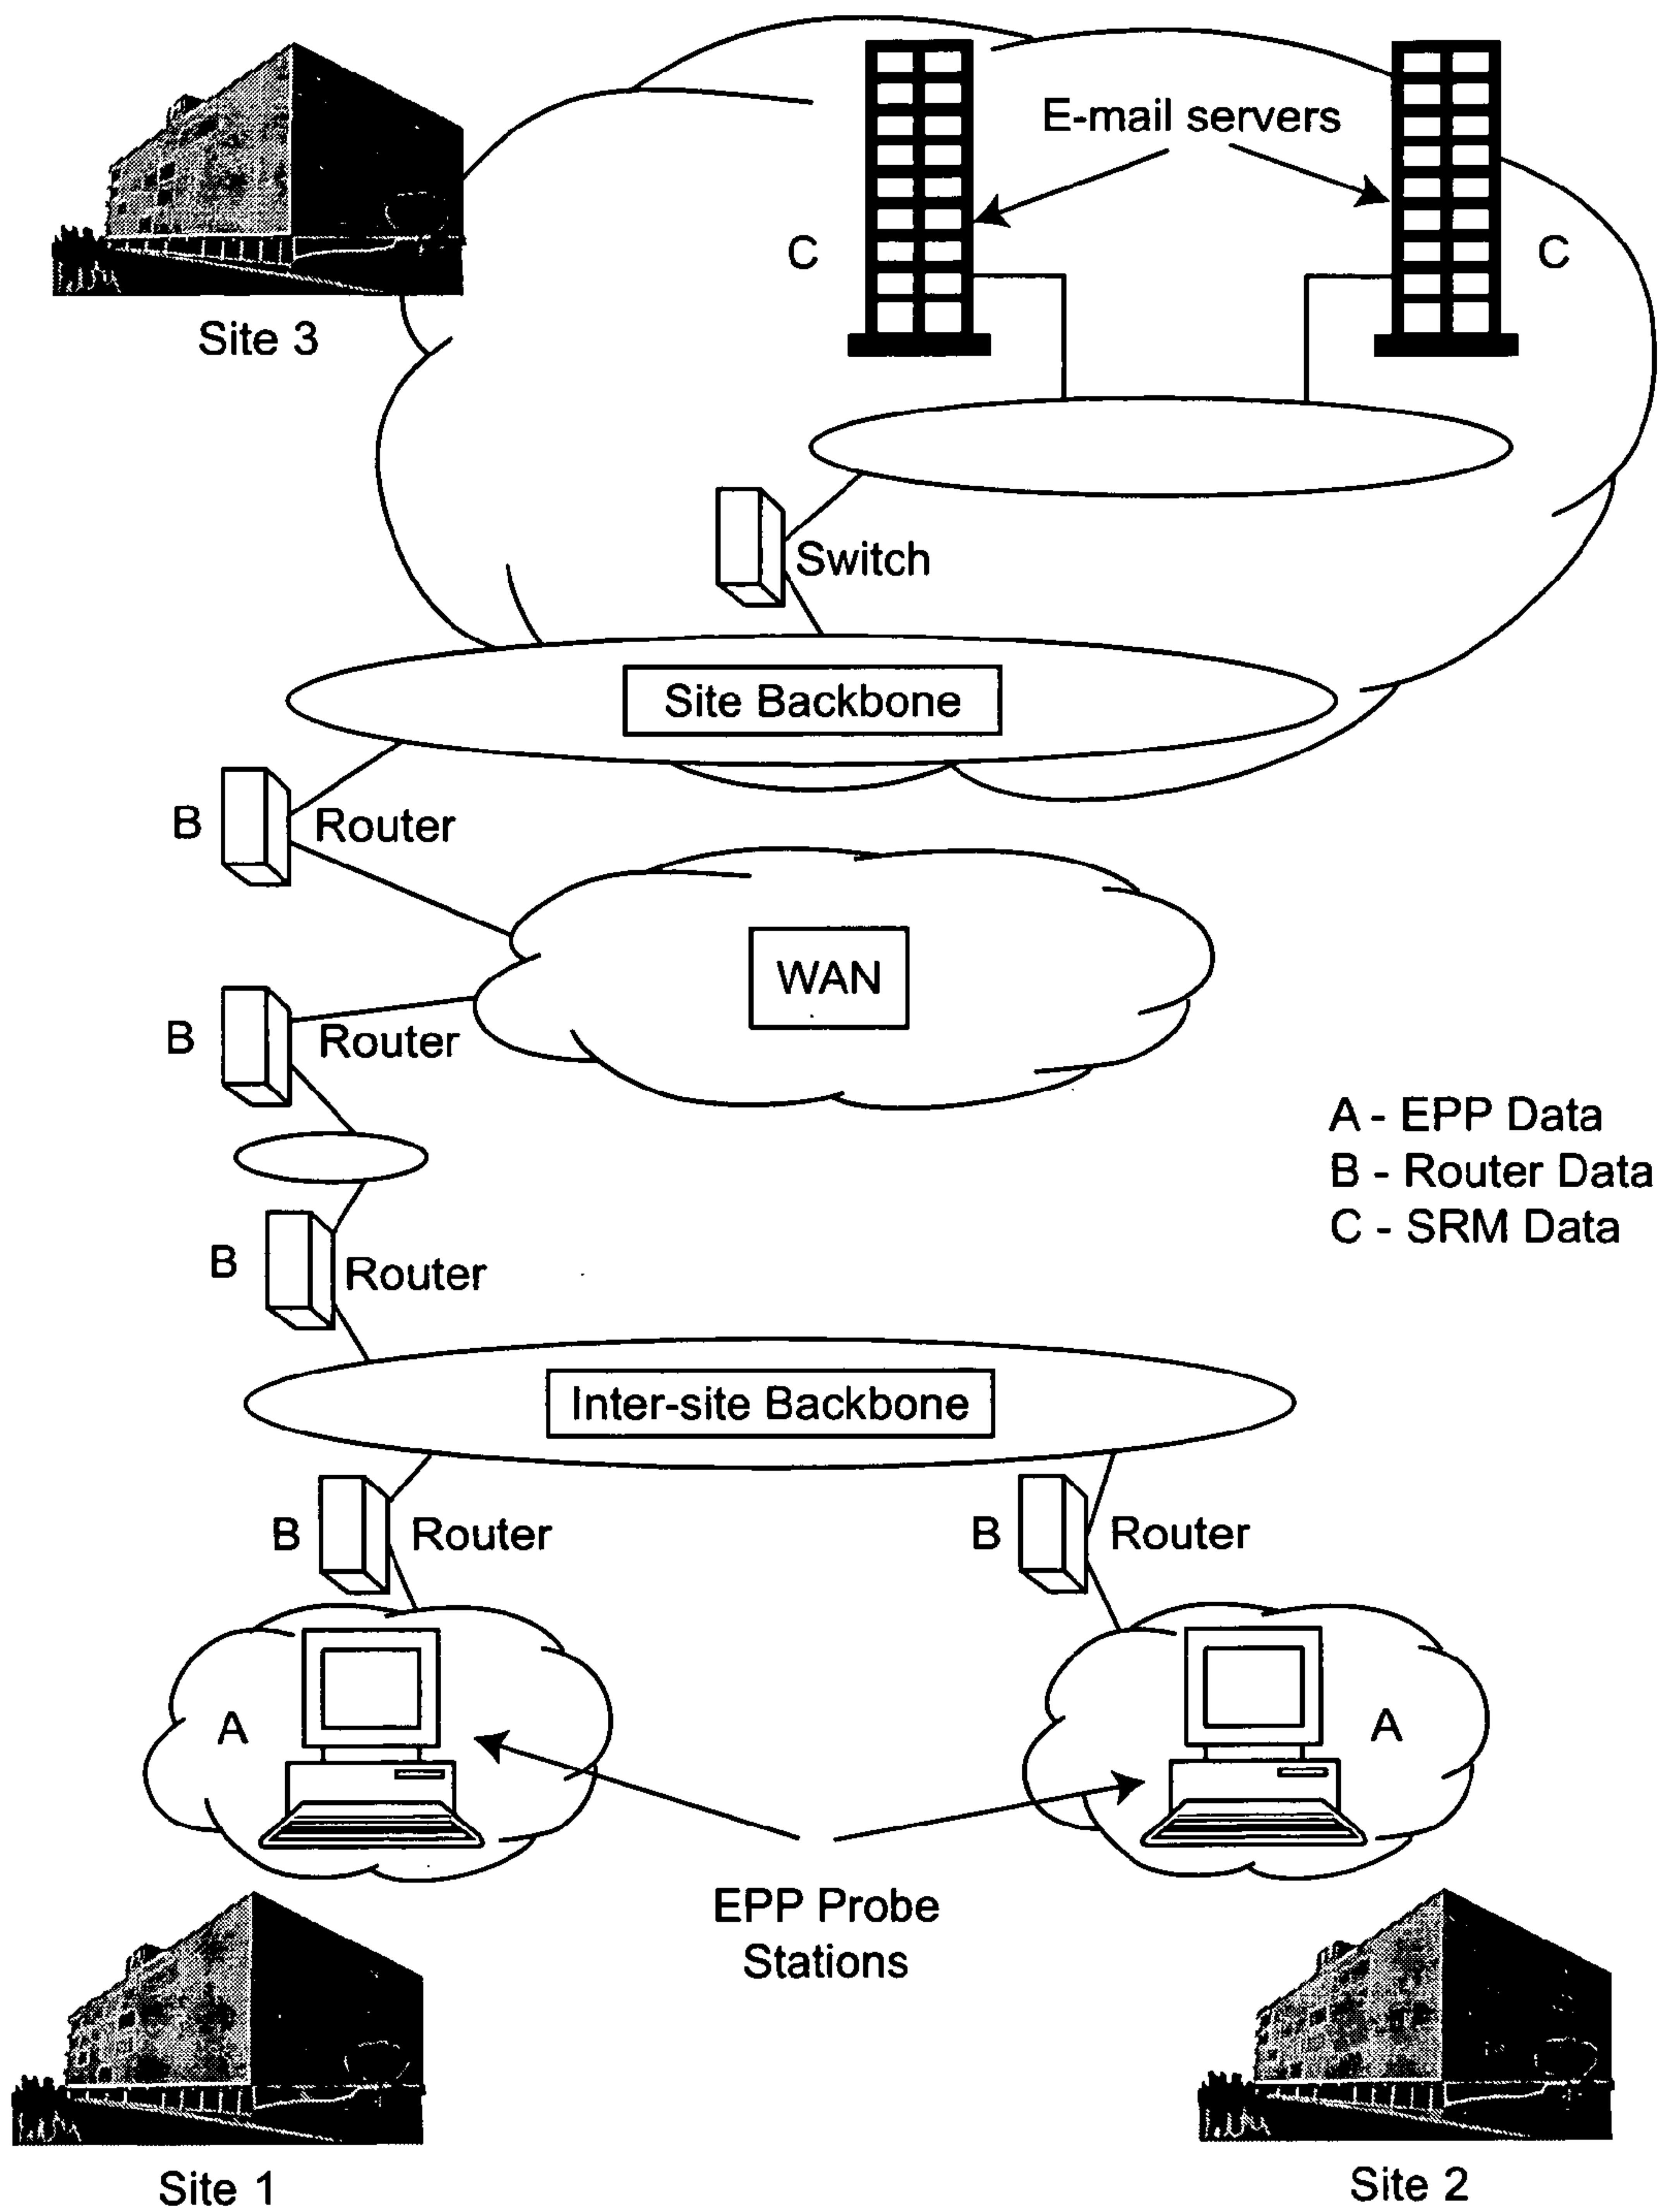 E-mail servers
C
C
Site 3
Switch
Site Backbone
B
Router
WAN
B
Router
A - EPP Data
B - Router Data
C - SRM Data
B
Router
Inter-site Backbone
B
Router
B
Router
A
A
EPP Probe
Stations
Site 1
Site 2